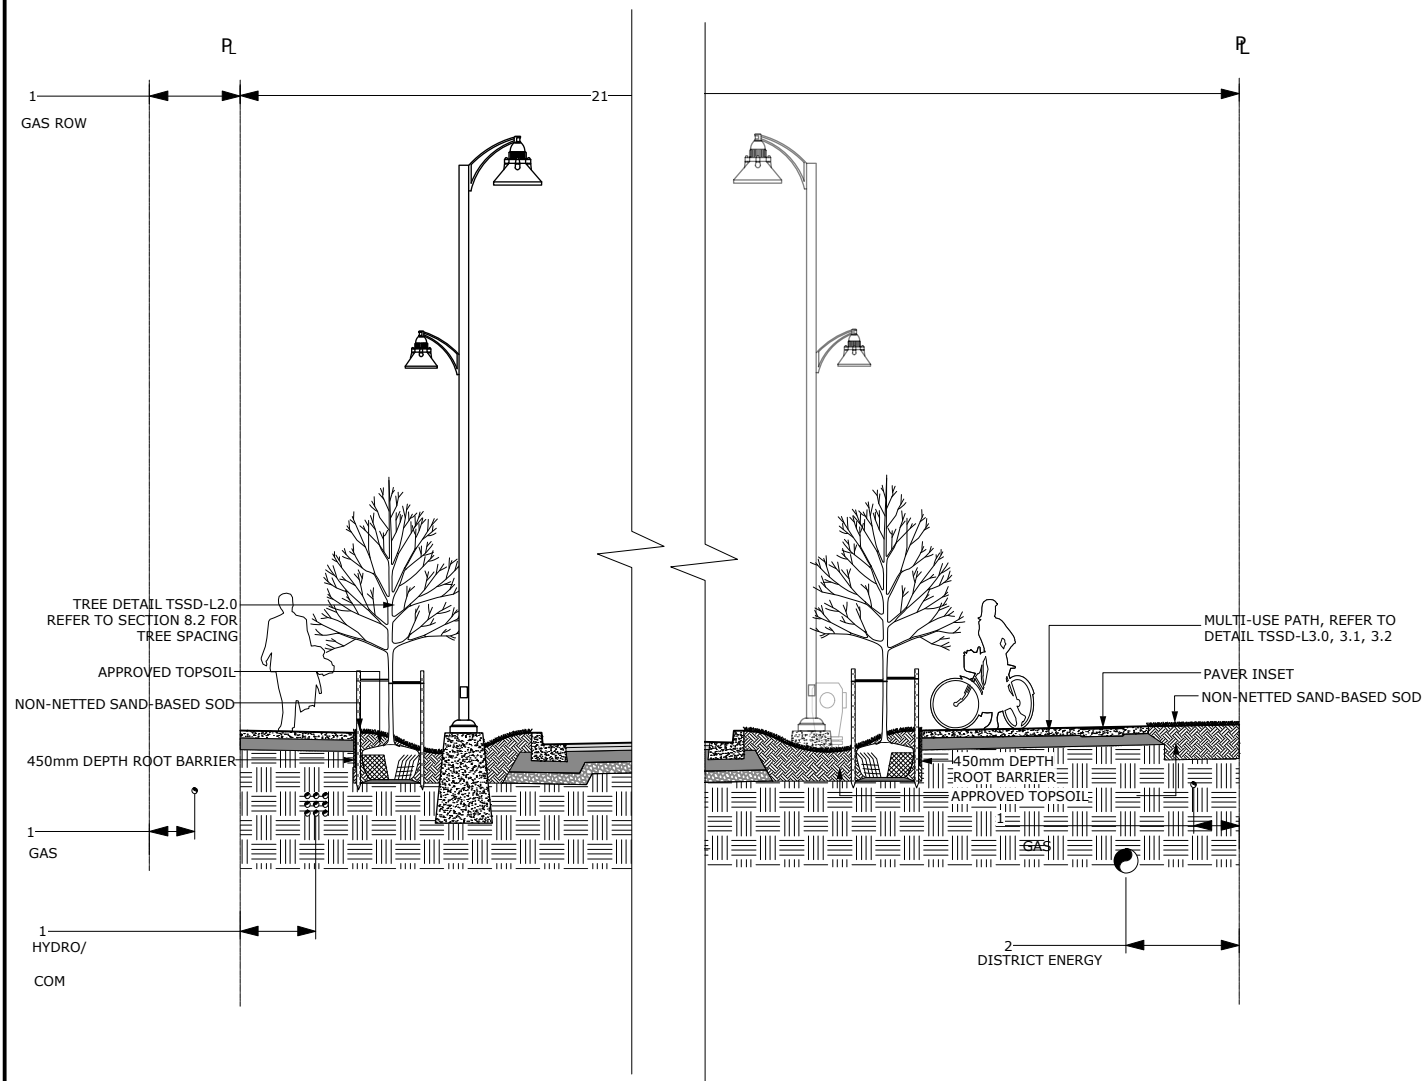 PL
PL
1
21
GAS ROW
TREE DETAIL TSSD-L2.0
REFER TO SECTION 8.2 FOR
TREE SPACING
APPROVED TOPSOIL
NON-NETTED SAND-BASED SOD
450mm DEPTH ROOT BARRIER
1
GAS
1
HYDRO/
COM
MULTI-USE PATH, REFER TO
DETAIL TSSD-L3.0, 3.1, 3.2
PAVER INSET
NON-NETTED SAND-BASED SOD
450mm DEPTH
ROOT BARRIER
APPROVED TOPSOIL
1
GAS
2
DISTRICT ENERGY